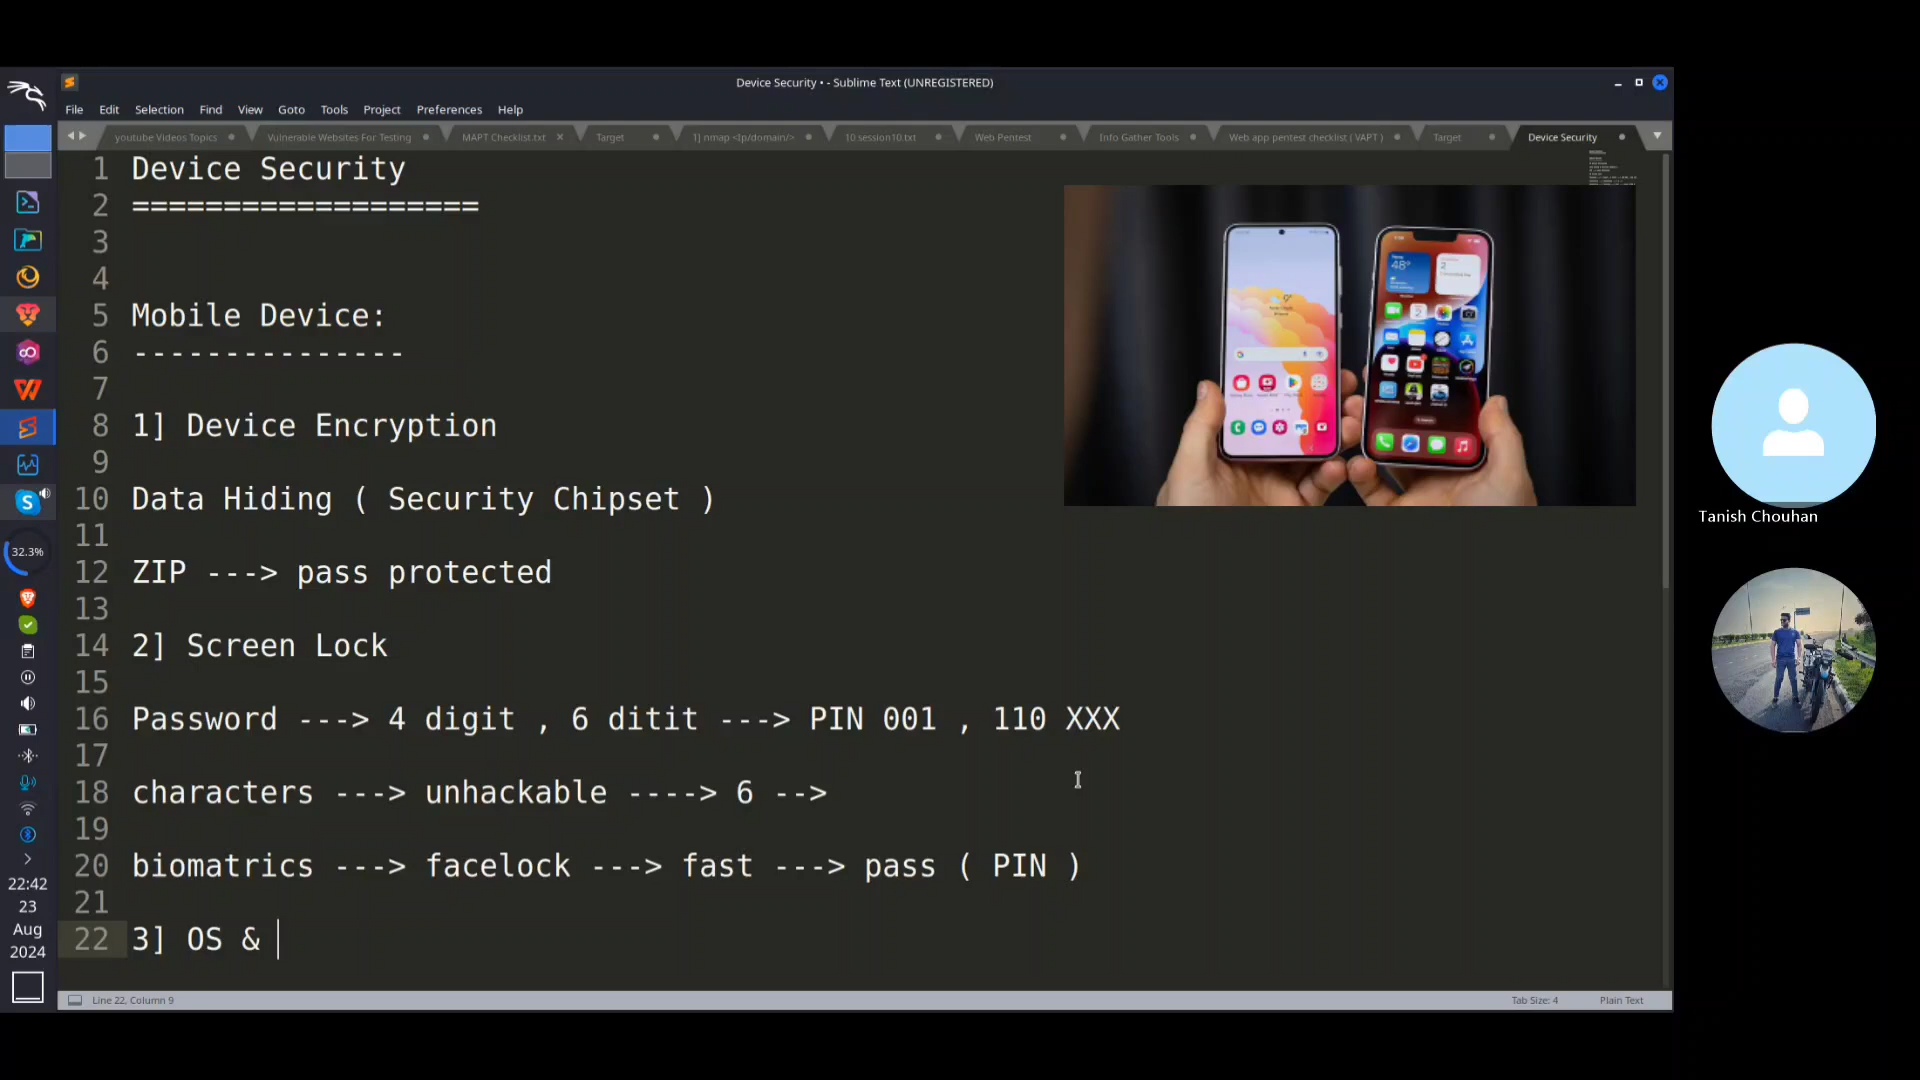 Device Security • - Sublime Text (UNREGISTERED)
File Edit Selection Find View Goto Tools Project Preferences Help
youtube Videos Topics Vulnerable Websites For Testing MAPT Checklist.txt Target 1] nmap <Ip/domain/> 10 session10.txt Web Pentest Info Gather Tools Web app pentest checklist ( VAPT ) Target Device Security
1 Device Security
2 ===================
3
4
5 Mobile Device:
6 ---------------
7
8 1] Device Encryption
9
10 Data Hiding ( Security Chipset )
11
12 ZIP ---> pass protected
13
14 2] Screen Lock
15
16 Password ---> 4 digit , 6 ditit ---> PIN 001 , 110 XXX
17
18 characters ---> unhackable ----> 6 -->
19
20 biomatrics ---> facelock ---> fast ---> pass ( PIN )
21
22 3] OS &
Line 22, Column 9 Tab Size: 4 Plain Text
32.3%
22:42
23
Aug
2024
48°
Tanish Chouhan